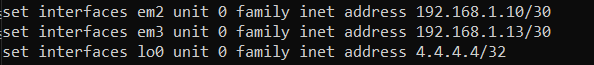 set interfaces em2 unit 0 family inet address 192.168.1.10/30
set interfaces em3 unit 0 family inet address 192.168.1.13/30
set interfaces lo0 unit 0 family inet address 4.4.4.4/32